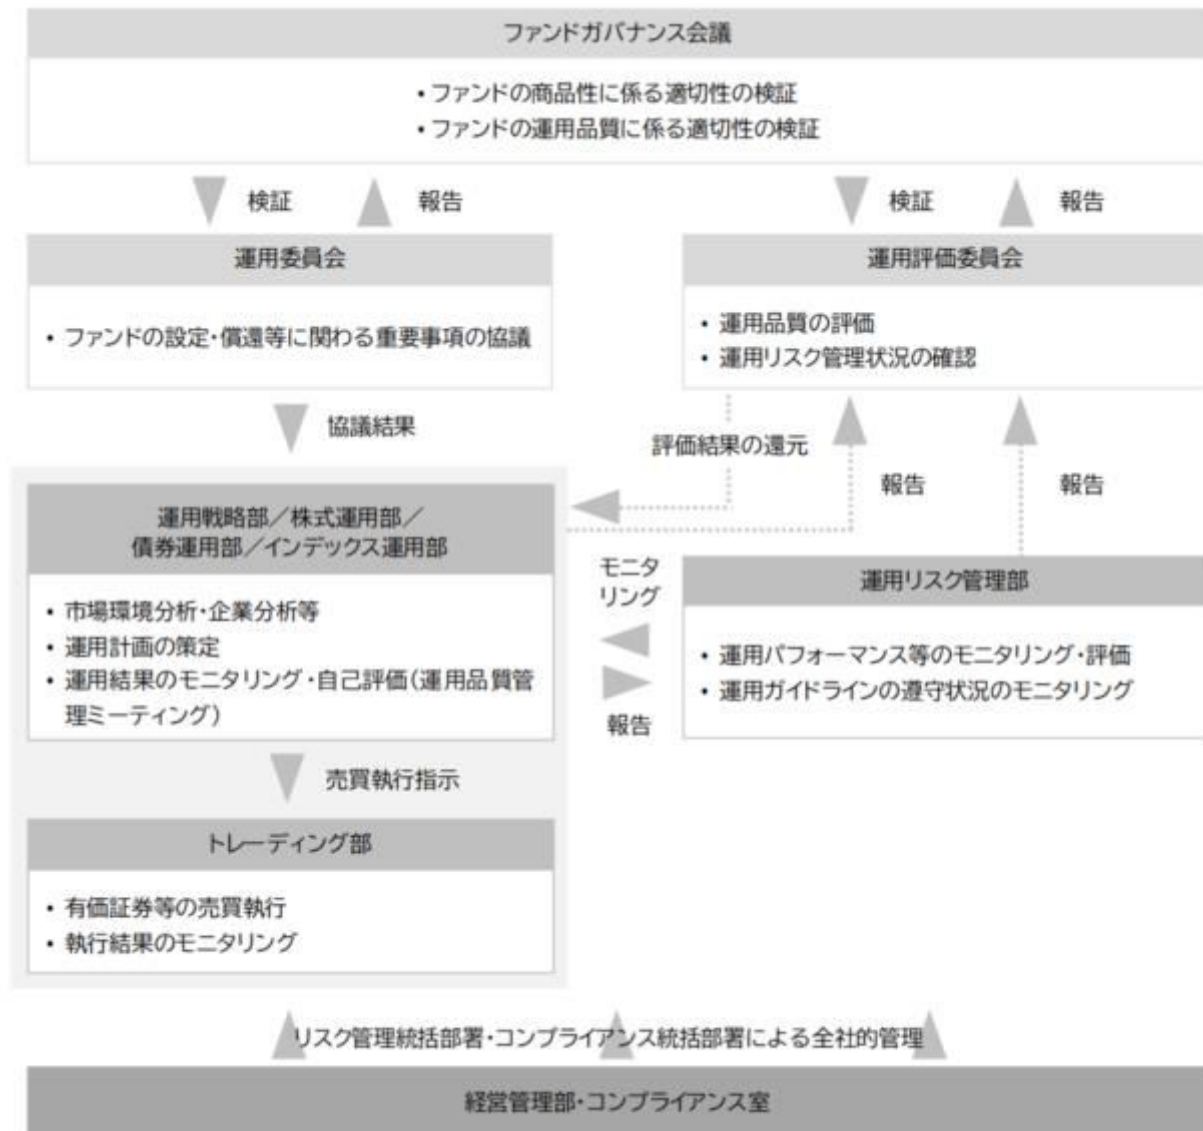 ファンドガバナンス会議
・ファンドの商品性に係る適切性の検証
・ファンドの運用品質に係る適切性の検証
検証
報告
検証
報告
運用委員会
・ファンドの設定・償還等に関わる重要事項の協議
運用評価委員会
・運用品質の評価
・運用リスク管理状況の確認
協議結果
評価結果の還元
報告
報告
運用戦略部／株式運用部／
債券運用部／インデックス運用部
・市場環境分析・企業分析等
・運用計画の策定
・運用結果のモニタリング・自己評価(運用品質管
理ミーティング)
モニタ
リング
報告
運用リスク管理部
・運用パフォーマンス等のモニタリング・評価
・運用ガイドラインの遵守状況のモニタリング
売買執行指示
トレーディング部
・有価証券等の売買執行
・執行結果のモニタリング
リスク管理統括部署・コンプライアンス統括部署による全社的管理
経営管理部・コンプライアンス室